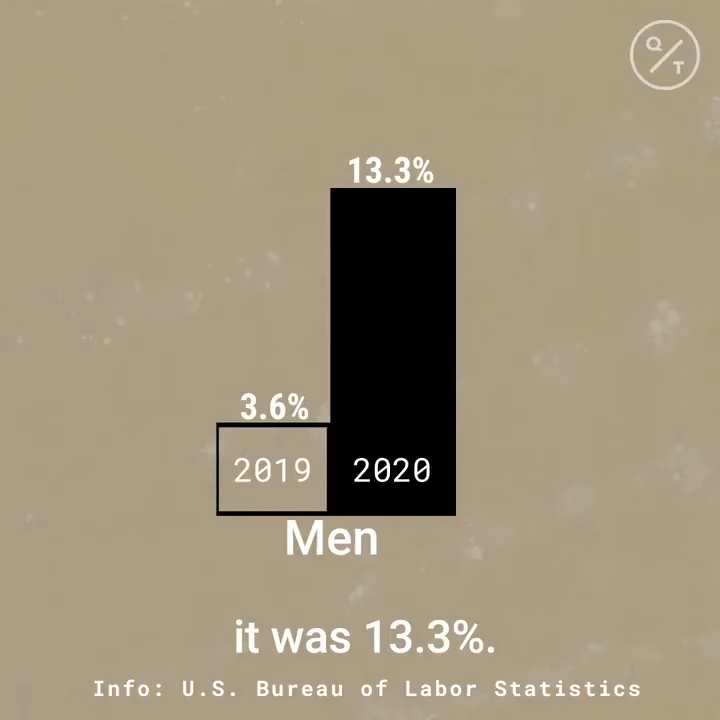 Q/T
13.3%
3.6%
2019 2020
Men
it was 13.3%.
Info: U.S. Bureau of Labor Statistics